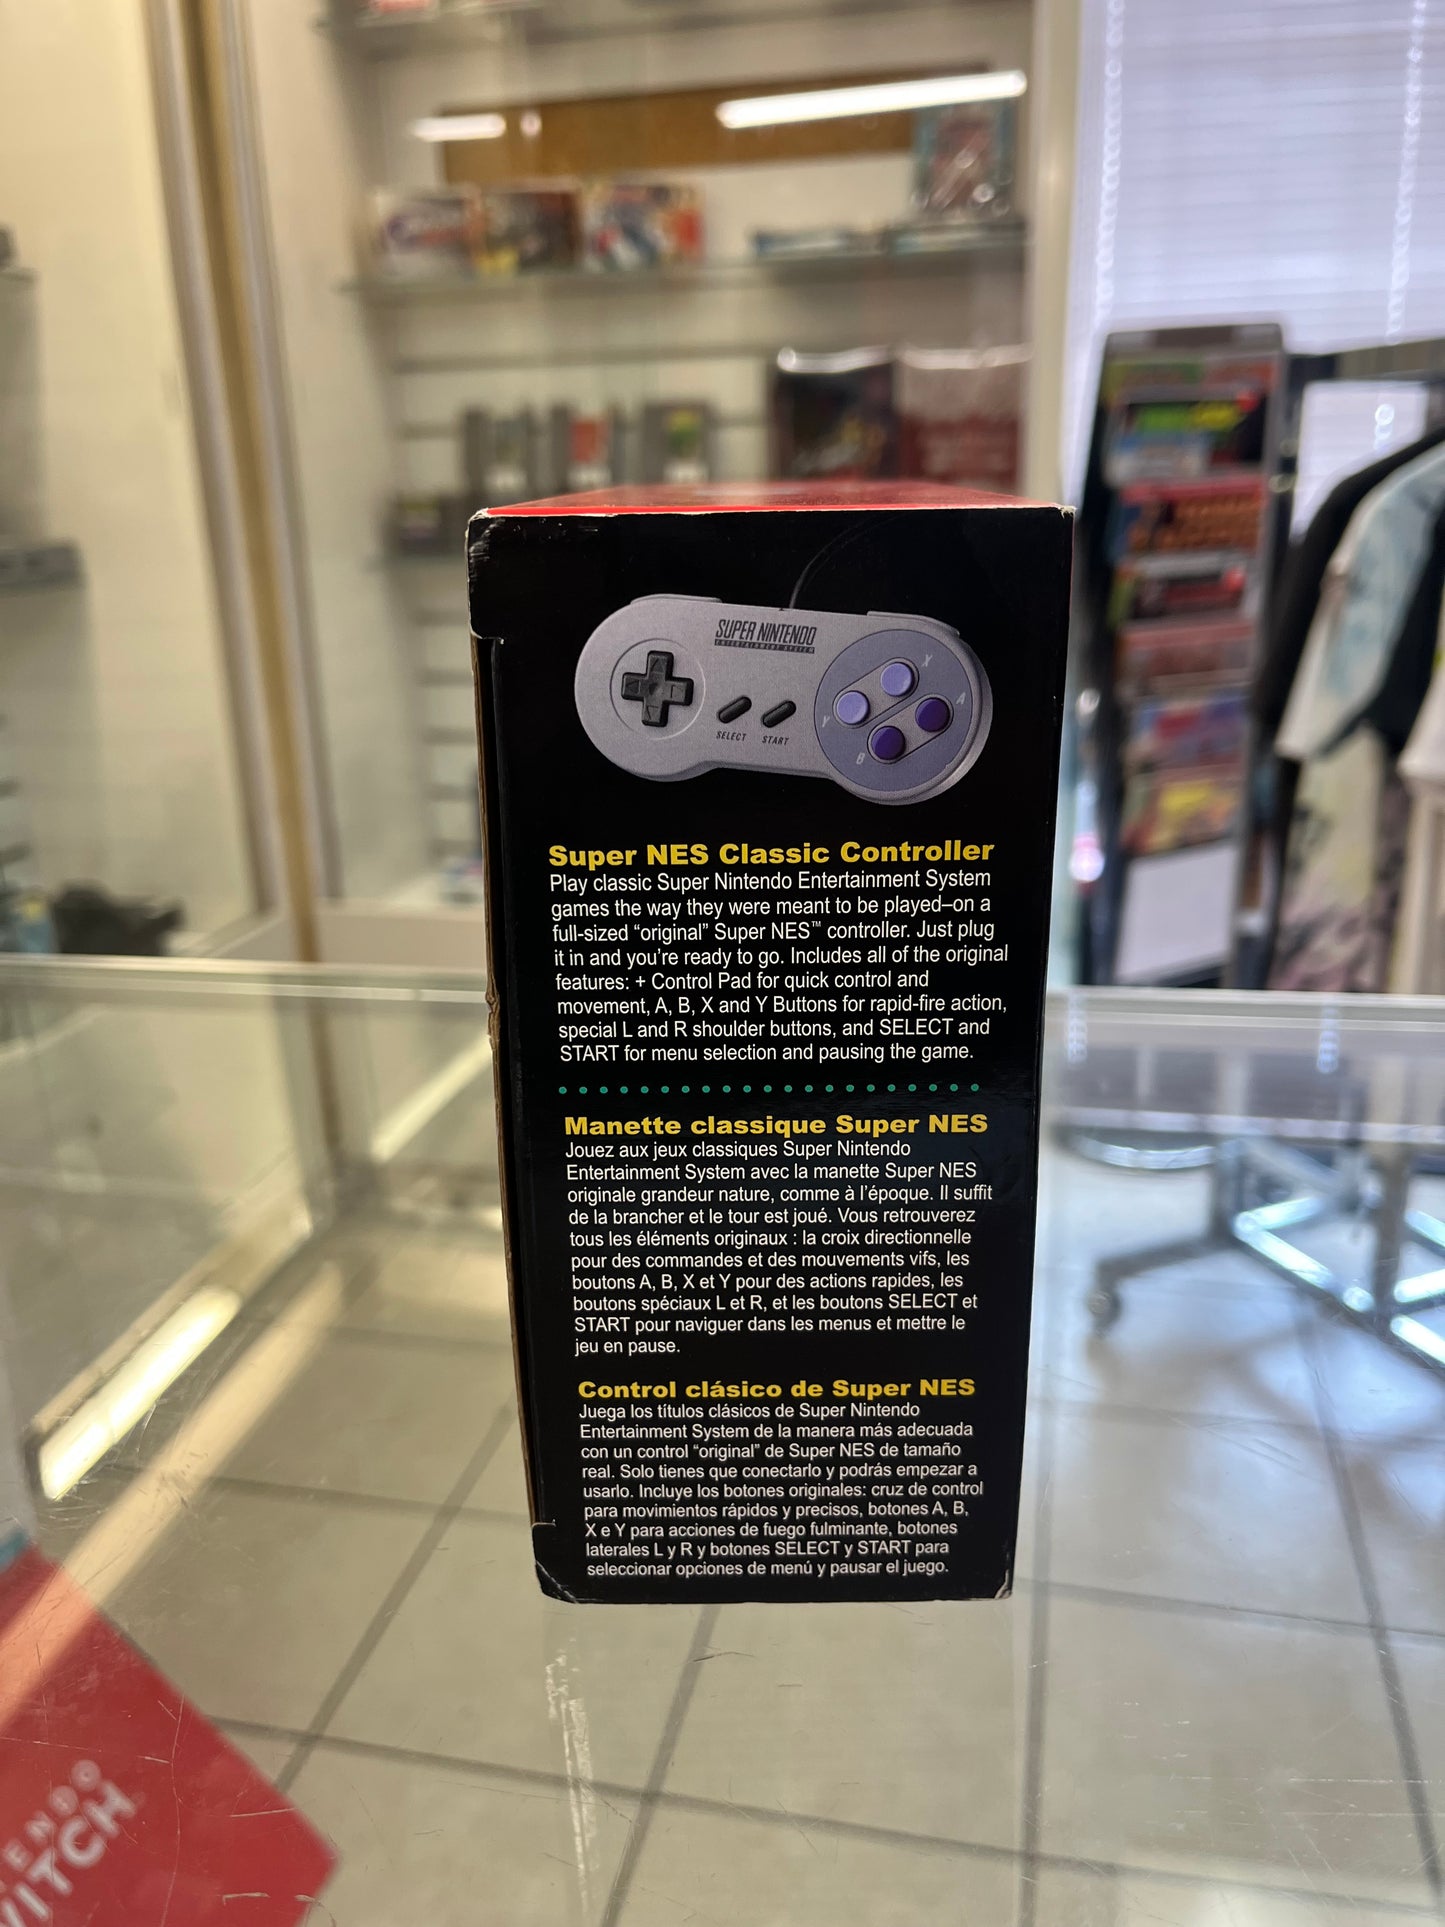 SUPER NINTENDO
ENTERTAINMENT SYSTEM
X
A
Y
B
SELECT START
Super NES Classic Controller
Play classic Super Nintendo Entertainment System
games the way they were meant to be played–on a
full-sized “original” Super NES™ controller. Just plug
it in and you’re ready to go. Includes all of the original
features: + Control Pad for quick control and
movement, A, B, X and Y Buttons for rapid-fire action,
special L and R shoulder buttons, and SELECT and
START for menu selection and pausing the game.
Manette classique Super NES
Jouez aux jeux classiques Super Nintendo
Entertainment System avec la manette Super NES
originale grandeur nature, comme à l’époque. Il suffit
de la brancher et le tour est joué. Vous retrouverez
tous les éléments originaux : la croix directionnelle
pour des commandes et des mouvements vifs, les
boutons A, B, X et Y pour des actions rapides, les
boutons spéciaux L et R, et les boutons SELECT et
START pour naviguer dans les menus et mettre le
jeu en pause.
Control clásico de Super NES
Juega los títulos clásicos de Super Nintendo
Entertainment System de la manera más adecuada
con un control “original” de Super NES de tamaño
real. Solo tienes que conectarlo y podrás empezar a
usarlo. Incluye los botones originales: cruz de control
para movimientos rápidos y precisos, botones A, B,
X e Y para acciones de fuego fulminante, botones
laterales L y R y botones SELECT y START para
seleccionar opciones de menú y pausar el juego.
ENDO
ITCH